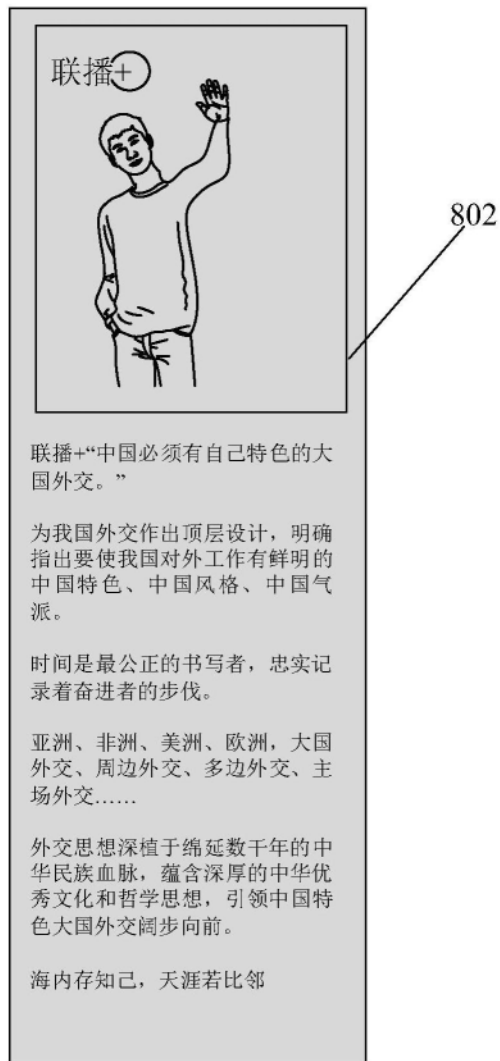 联播+
802
联播+“中国必须有自己特色的大
国外交。”
为我国外交作出顶层设计，明确
指出要使我国对外工作有鲜明的
中国特色、中国风格、中国气
派。
时间是最公正的书写者，忠实记
录着奋进者的步伐。
亚洲、非洲、美洲、欧洲，大国
外交、周边外交、多边外交、主
场外交……
外交思想深植于绵延数千年的中
华民族血脉，蕴含深厚的中华优
秀文化和哲学思想，引领中国特
色大国外交阔步向前。
海内存知己，天涯若比邻